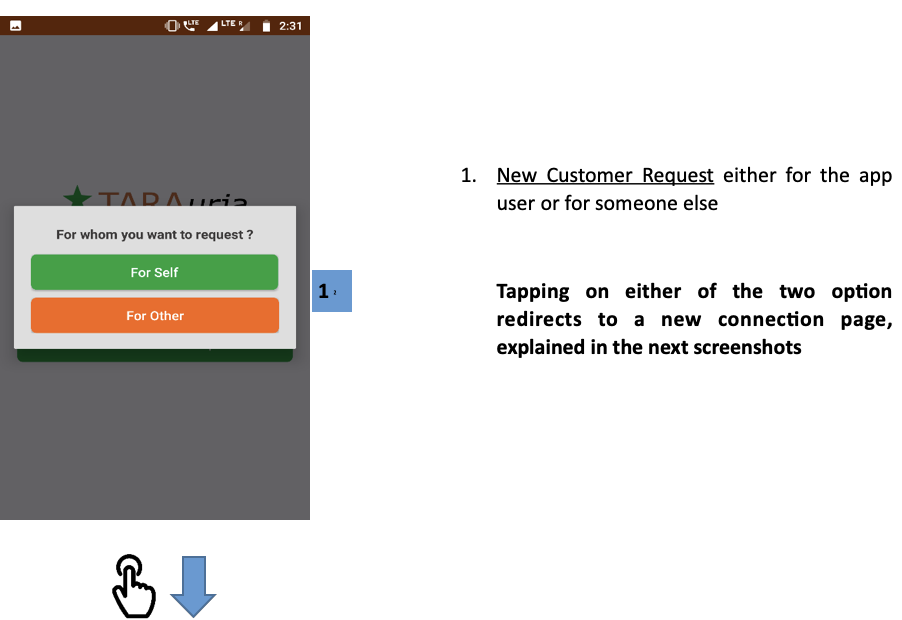 LTE LTE R 2:31
TARAuria
For whom you want to request ?
For Self
For Other
1
1. New Customer Request either for the app
user or for someone else
Tapping on either of the two option
redirects to a new connection page,
explained in the next screenshots